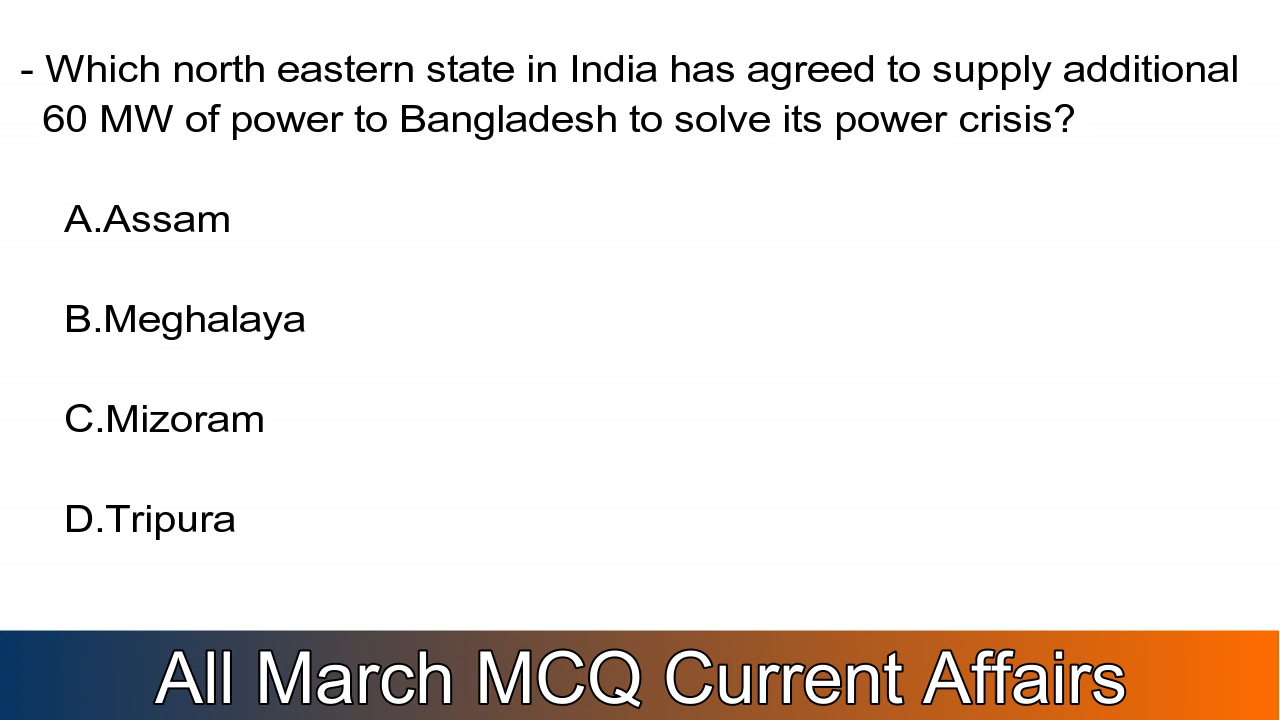 - Which north eastern state in India has agreed to supply additional
60 MW of power to Bangladesh to solve its power crisis?
A.Assam
B.Meghalaya
C.Mizoram
D.Tripura
All March MCQ Current Affairs